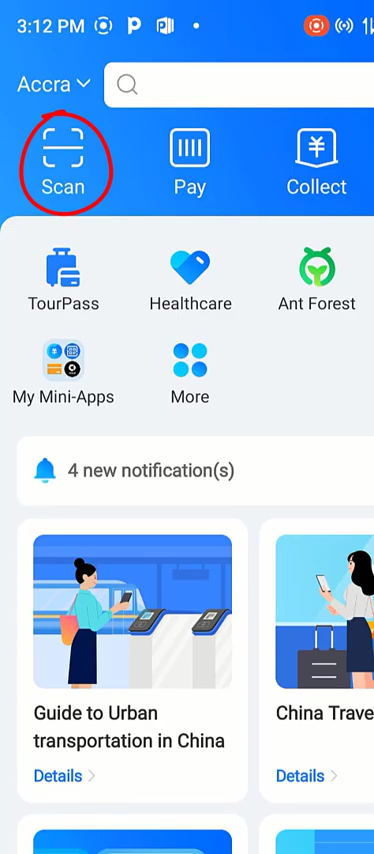 3:12 PM
Accra
Scan
Pay
Collect
TourPass
Healthcare
Ant Forest
My Mini-Apps
More
4 new notification(s)
Guide to Urban
transportation in China
Details
China Trave
Details